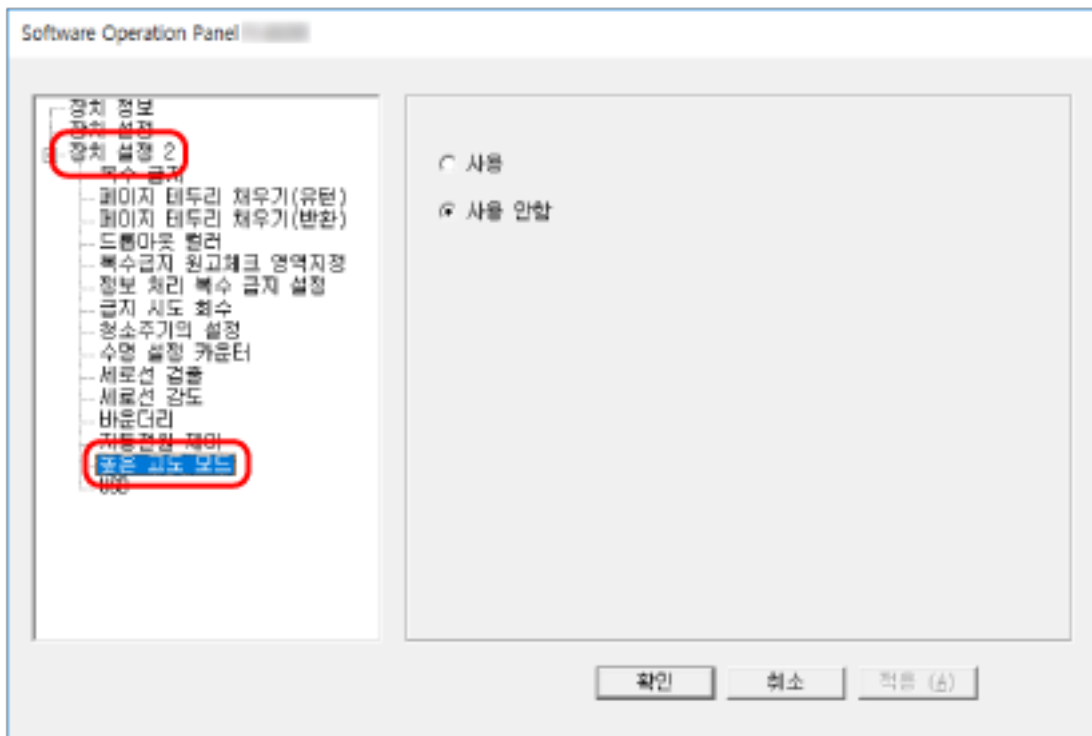 Software Operation Panel
장치 정보
장치 설정
장치 설정 2
복수 급지
페이지 테두리 채우기(유턴)
페이지 테두리 채우기(반환)
드롭아웃 컬러
복수급지 원고체크 영역지정
정보 처리 복수 급지 설정
급지 시도 회수
청소주기의 설정
수명 설정 카운터
세로선 검출
세로선 감도
바운더리
자동전원 제어
높은 고도 모드
USB
사용
사용 안함
확인
취소
적용 (A)